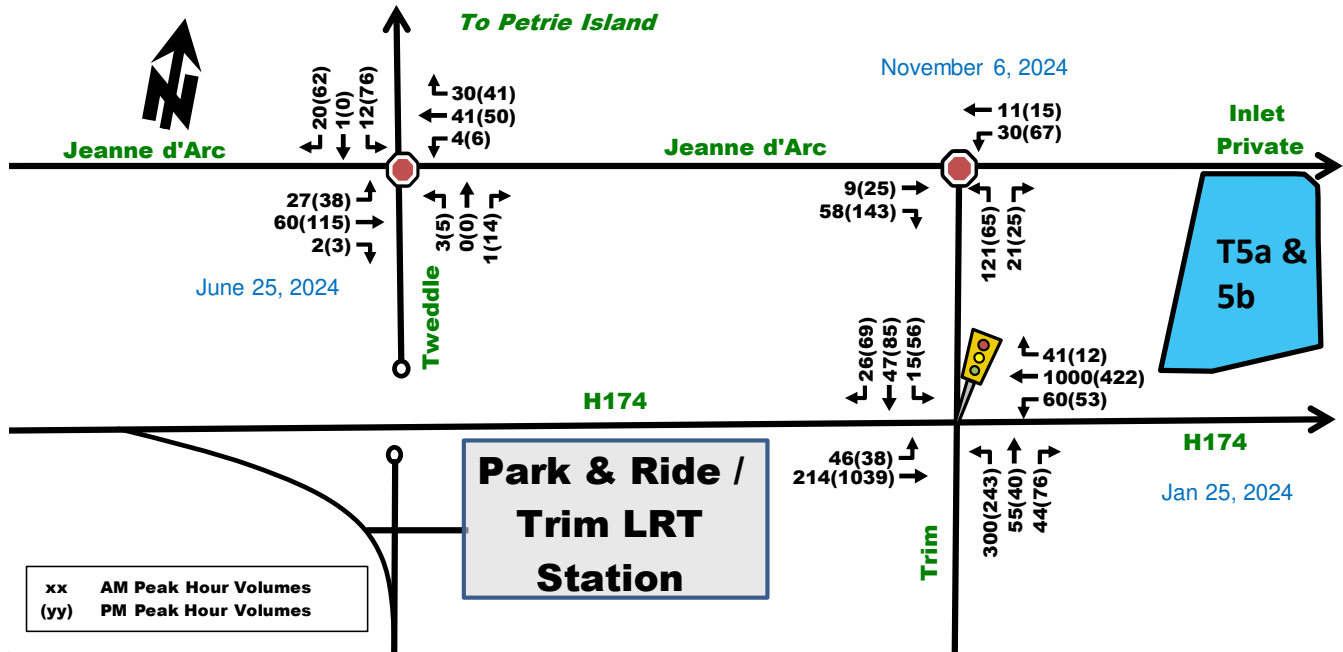 To Petrie Island
November 6, 2024
20(62)
1(0)
12(76)
30(41)
41(50)
4(6)
11(15)
30(67)
Inlet
Private
Jeanne d'Arc
Jeanne d'Arc
27(38)
60(115)
2(3)
3(5)
0(0)
1(14)
9(25)
58(143)
121(65)
21(25)
T5a &
5b
June 25, 2024
Tweddle
26(69)
47(85)
15(56)
41(12)
1000(422)
60(53)
H174
H174
46(38)
214(1039)
300(243)
55(40)
44(76)
Jan 25, 2024
Park & Ride /
Trim LRT
Station
Trim
xx AM Peak Hour Volumes
(yy) PM Peak Hour Volumes